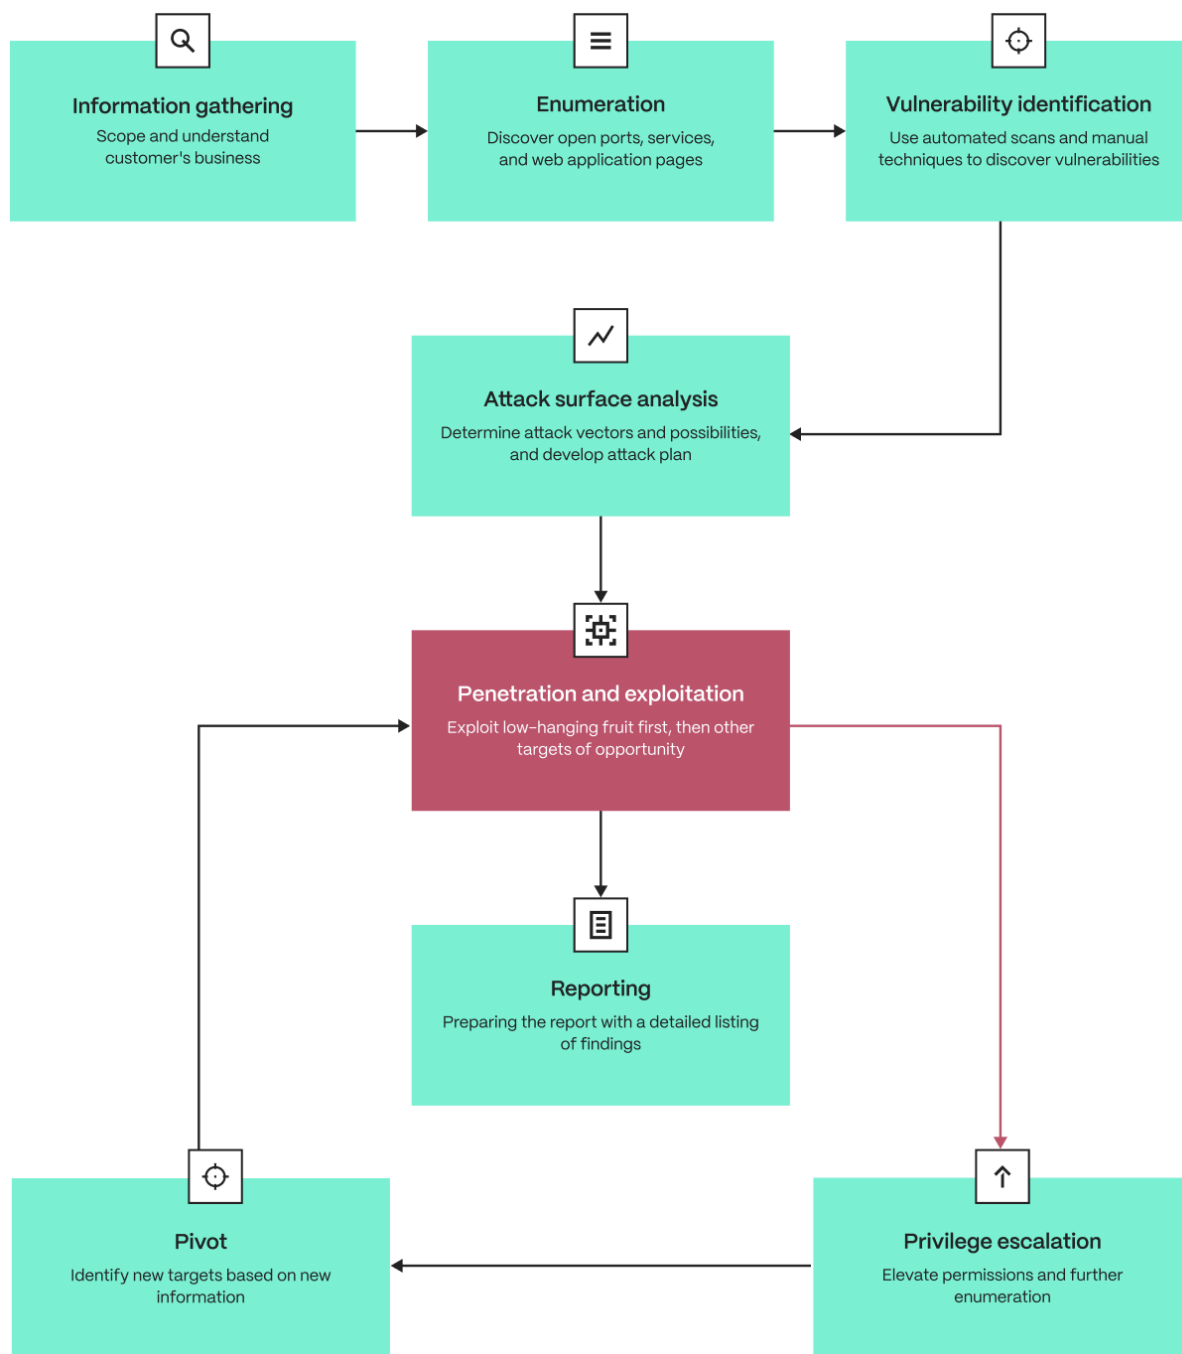 Information gathering
Scope and understand
customer's business
Enumeration
Discover open ports, services,
and web application pages
Vulnerability identification
Use automated scans and manual
techniques to discover vulnerabilities
Attack surface analysis
Determine attack vectors and possibilities,
and develop attack plan
Penetration and exploitation
Exploit low-hanging fruit first, then other
targets of opportunity
Reporting
Preparing the report with a detailed listing
of findings
Pivot
Identify new targets based on new
information
Privilege escalation
Elevate permissions and further
enumeration